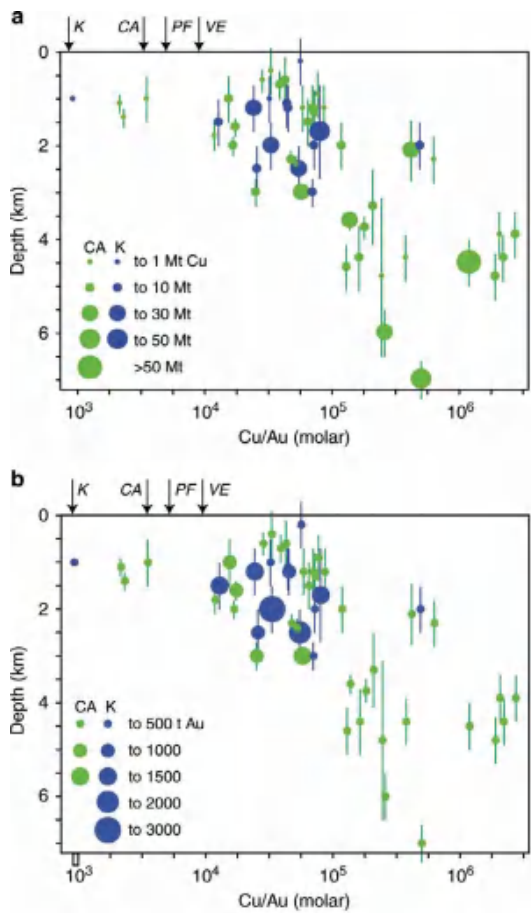 a
K CA PF VE
0
2
4
6
Depth (km)
CA K
to 1 Mt Cu
to 10 Mt
to 30 Mt
to 50 Mt
>50 Mt
10³ 10⁴ 10⁵ 10⁶
Cu/Au (molar)
b
K CA PF VE
0
2
4
6
Depth (km)
CA K
to 500 t Au
to 1000
to 1500
to 2000
to 3000
10³ 10⁴ 10⁵ 10⁶
Cu/Au (molar)